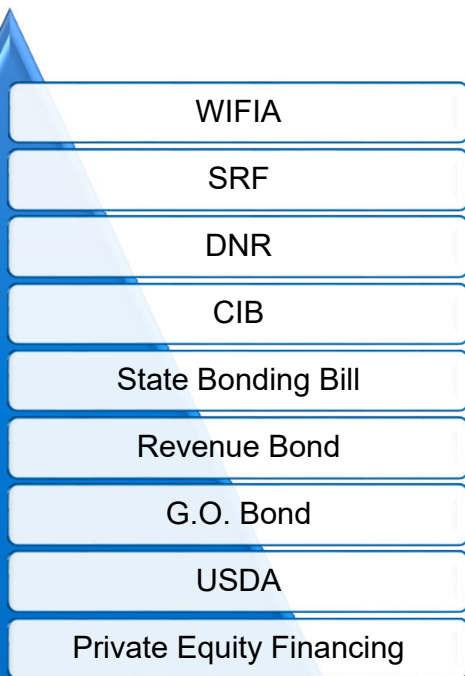 WIFIA
SRF
DNR
CIB
State Bonding Bill
Revenue Bond
G.O. Bond
USDA
Private Equity Financing